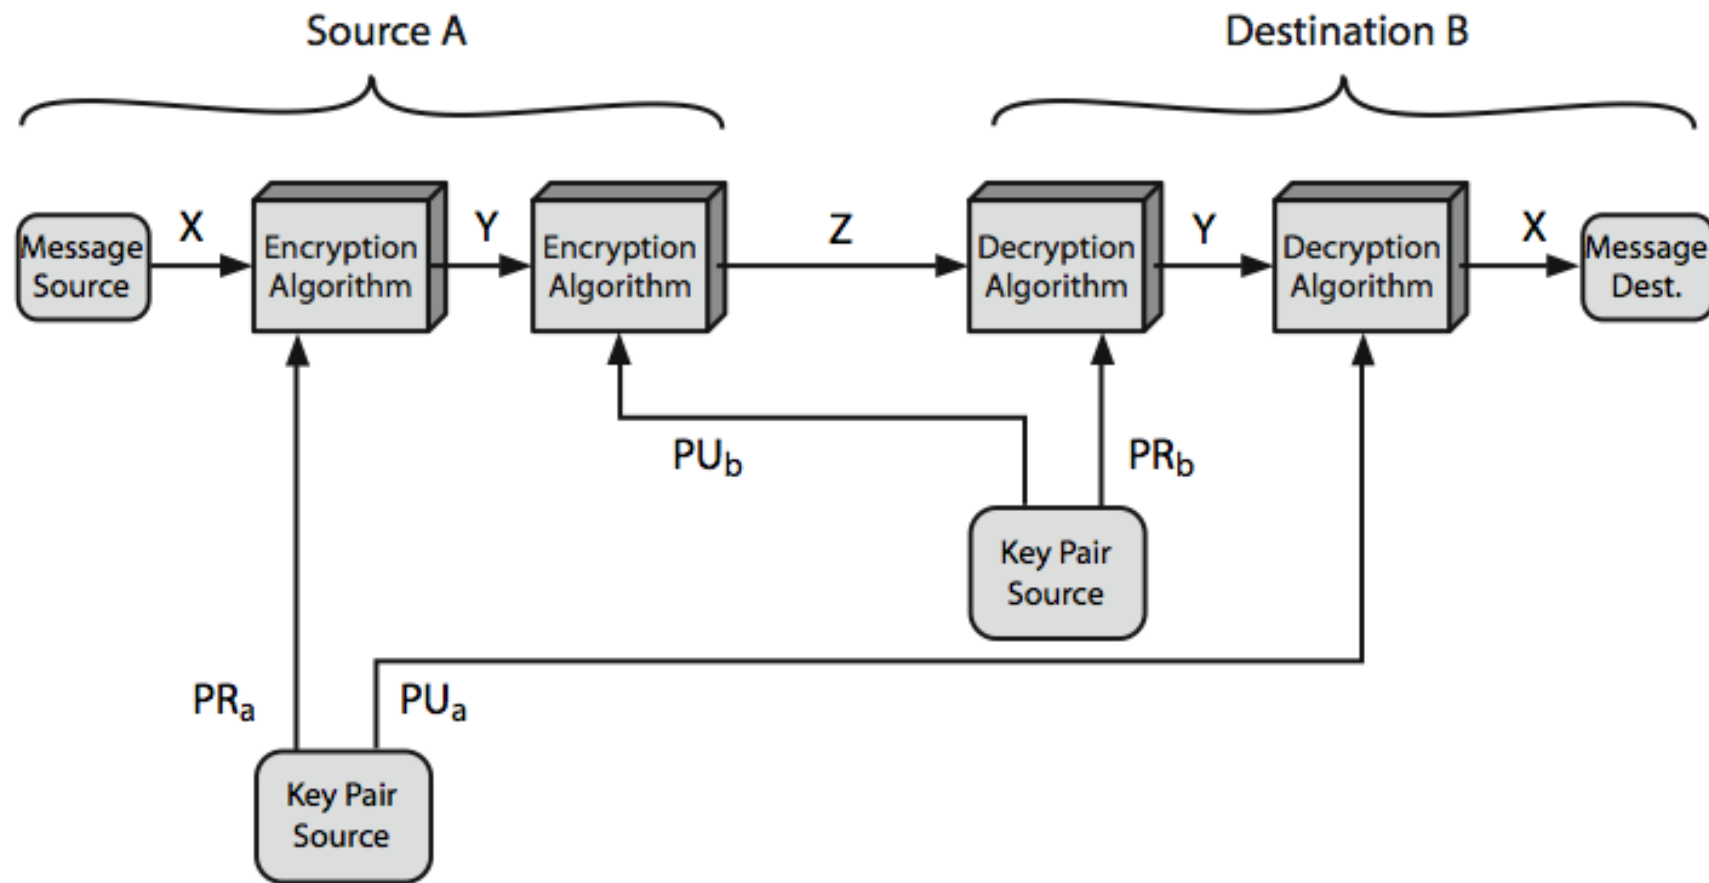 Source A
Destination B
Message
Source
X
Encryption
Algorithm
Y
Encryption
Algorithm
Z
Decryption
Algorithm
Y
Decryption
Algorithm
X
Message
Dest.
PUb
PRb
Key Pair
Source
PRa
PUa
Key Pair
Source